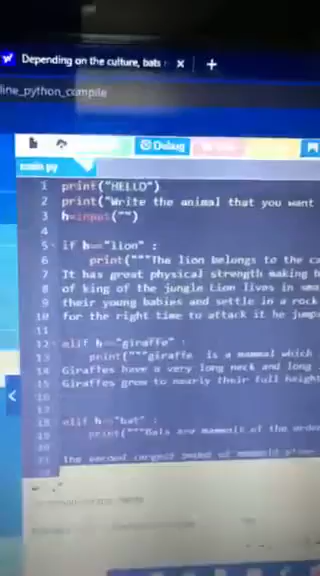 Depending on the culture, bats
line_python_compile
Debug
main.py
1 print("HELLO")
2 print("Write the animal that you want
3 h=input("")
4
5 if h=="lion" :
6 print("""The lion belongs to the ca
7 It has great physical strength making h
8 of king of the jungle Lion lives in sma
9 their young babies and settle in a rock
10 for the right time to attack it he jump
11
12 elif h=="giraffe" :
13 print("""giraffe is a mammal which
14 Giraffes have a very long neck and long
15 Giraffes grow to nearly their full height
16
17
18 elif h=="bat" :
19 print("""Bats are mammals of the order
20
21 the second largest